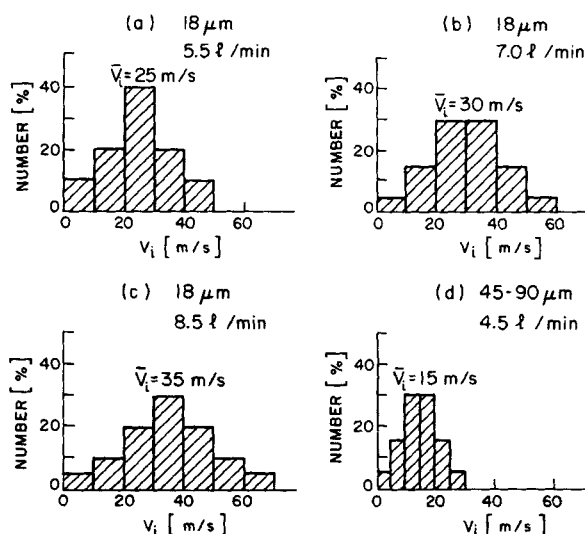 (a) 18 μm
5.5 ℓ /min
V̄i = 25 m/s
NUMBER [ % ]
40
20
0
0 20 40 60
Vi [ m/s ]
(b) 18 μm
7.0 ℓ /min
V̄i = 30 m/s
NUMBER [ % ]
40
20
0
0 20 40 60
Vi [ m/s ]
(c) 18 μm
8.5 ℓ /min
V̄i = 35 m/s
NUMBER [ % ]
40
20
0
0 20 40 60
Vi [ m/s ]
(d) 45-90 μm
4.5 ℓ /min
V̄i = 15 m/s
NUMBER [ % ]
40
20
0
0 20 40 60
Vi [ m/s ]